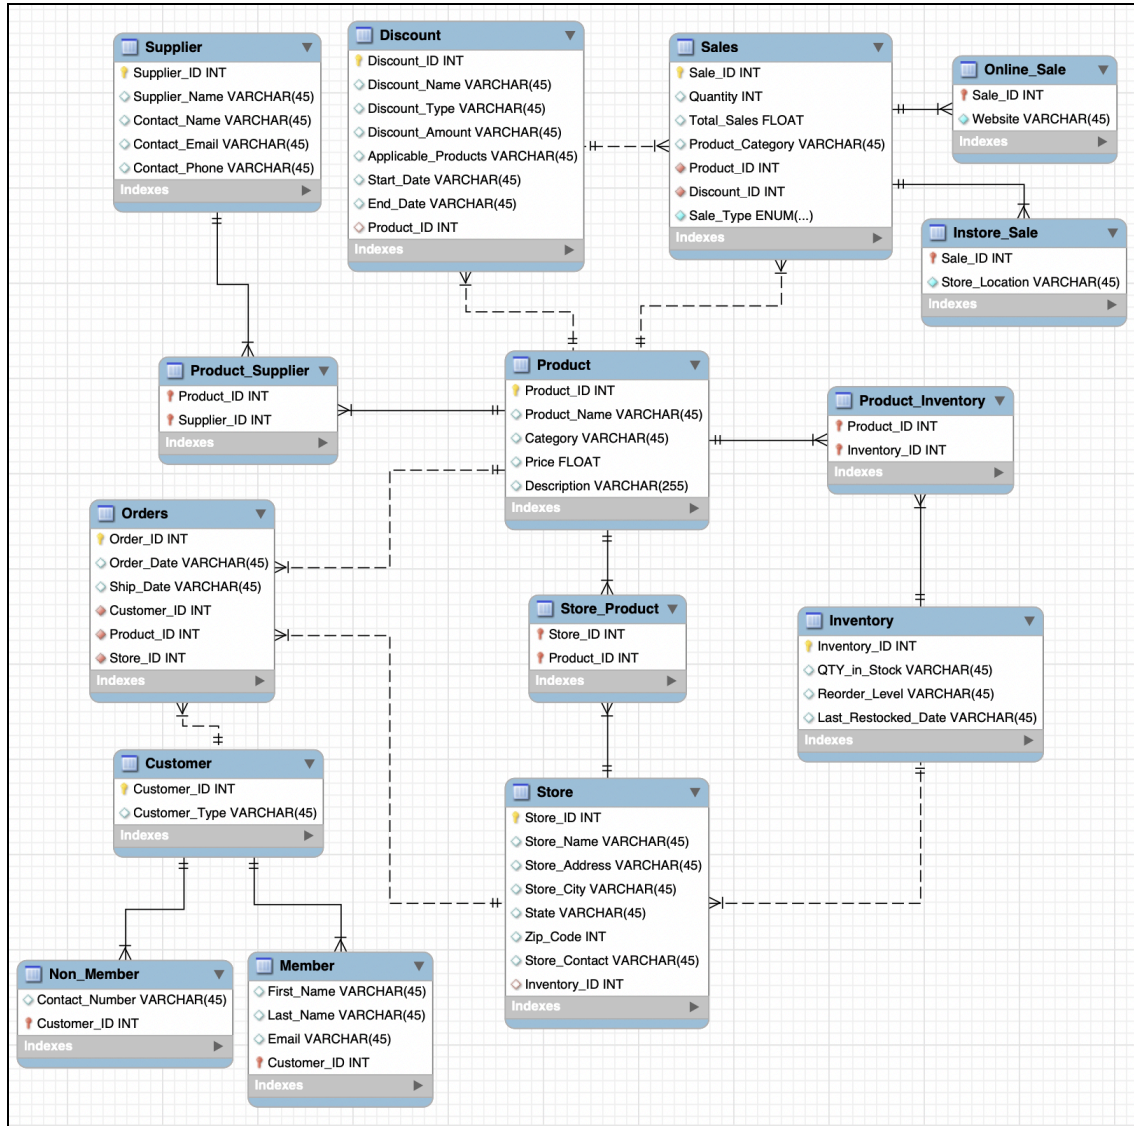 Supplier
Supplier_ID INT
Supplier_Name VARCHAR(45)
Contact_Name VARCHAR(45)
Contact_Email VARCHAR(45)
Contact_Phone VARCHAR(45)
Indexes
Discount
Discount_ID INT
Discount_Name VARCHAR(45)
Discount_Type VARCHAR(45)
Discount_Amount VARCHAR(45)
Applicable_Products VARCHAR(45)
Start_Date VARCHAR(45)
End_Date VARCHAR(45)
Product_ID INT
Indexes
Sales
Sale_ID INT
Quantity INT
Total_Sales FLOAT
Product_Category VARCHAR(45)
Product_ID INT
Discount_ID INT
Sale_Type ENUM(...)
Indexes
Online_Sale
Sale_ID INT
Website VARCHAR(45)
Indexes
Instore_Sale
Sale_ID INT
Store_Location VARCHAR(45)
Indexes
Product_Supplier
Product_ID INT
Supplier_ID INT
Indexes
Product
Product_ID INT
Product_Name VARCHAR(45)
Category VARCHAR(45)
Price FLOAT
Description VARCHAR(255)
Indexes
Product_Inventory
Product_ID INT
Inventory_ID INT
Indexes
Orders
Order_ID INT
Order_Date VARCHAR(45)
Ship_Date VARCHAR(45)
Customer_ID INT
Product_ID INT
Store_ID INT
Indexes
Store_Product
Store_ID INT
Product_ID INT
Indexes
Inventory
Inventory_ID INT
QTY_in_Stock VARCHAR(45)
Reorder_Level VARCHAR(45)
Last_Restocked_Date VARCHAR(45)
Indexes
Customer
Customer_ID INT
Customer_Type VARCHAR(45)
Indexes
Store
Store_ID INT
Store_Name VARCHAR(45)
Store_Address VARCHAR(45)
Store_City VARCHAR(45)
State VARCHAR(45)
Zip_Code INT
Store_Contact VARCHAR(45)
Inventory_ID INT
Indexes
Non_Member
Contact_Number VARCHAR(45)
Customer_ID INT
Indexes
Member
First_Name VARCHAR(45)
Last_Name VARCHAR(45)
Email VARCHAR(45)
Customer_ID INT
Indexes